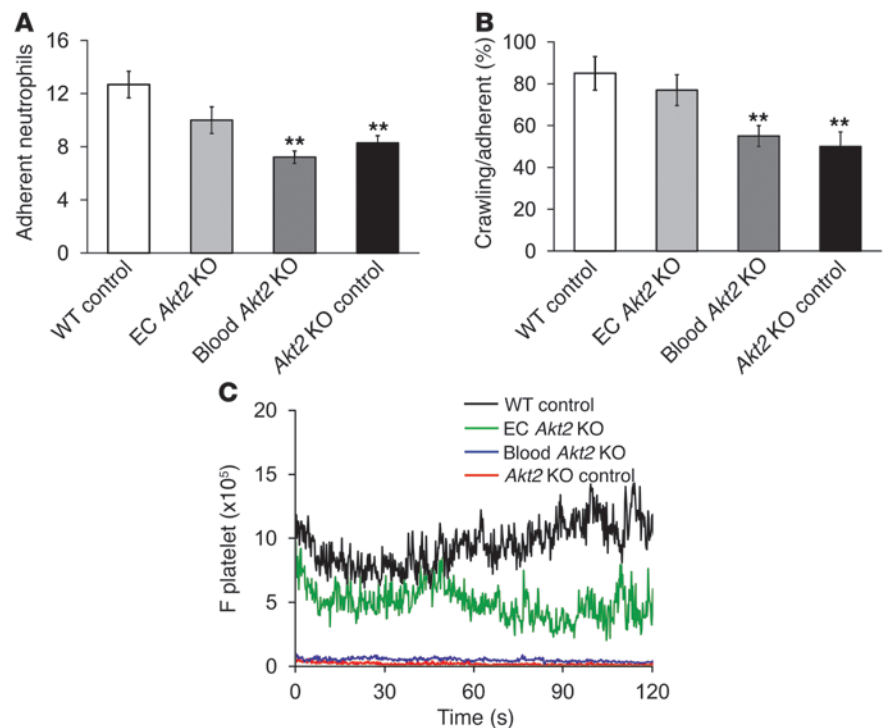 A
16
12
8
4
0
Adherent neutrophils
**
**
WT control
EC Akt2 KO
Blood Akt2 KO
Akt2 KO control
B
100
80
60
40
20
0
Crawling/adherent (%)
**
**
WT control
EC Akt2 KO
Blood Akt2 KO
Akt2 KO control
C
20
15
10
5
0
F platelet (x10⁵)
WT control
EC Akt2 KO
Blood Akt2 KO
Akt2 KO control
0 30 60 90 120
Time (s)